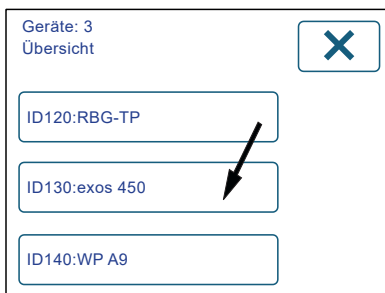 Geräte: 3
Übersicht
ID120:RBG-TP
ID130:exos 450
ID140:WP A9